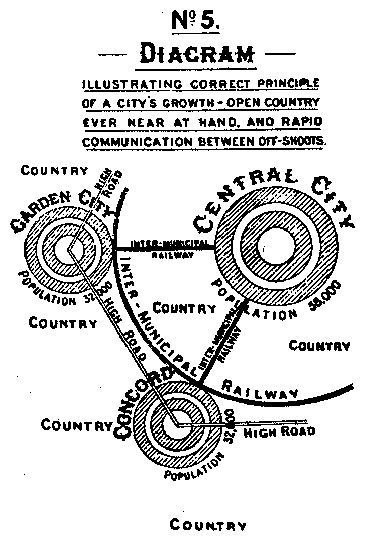 Nº 5.
— DIAGRAM —
ILLUSTRATING CORRECT PRINCIPLE
OF A CITY'S GROWTH - OPEN COUNTRY
EVER NEAR AT HAND, AND RAPID
COMMUNICATION BETWEEN OFF-SHOOTS.
COUNTRY
HIGH ROAD
GARDEN CITY
POPULATION 32,000
CENTRAL CITY
POPULATION 58,000
INTER-MUNICIPAL
RAILWAY
INTER-MUNICIPAL RAILWAY
COUNTRY
INTER-MUNICIPAL
RAILWAY
COUNTRY
HIGH ROAD
COUNTRY
CONCORD
POPULATION 32,000
COUNTRY
HIGH ROAD
COUNTRY